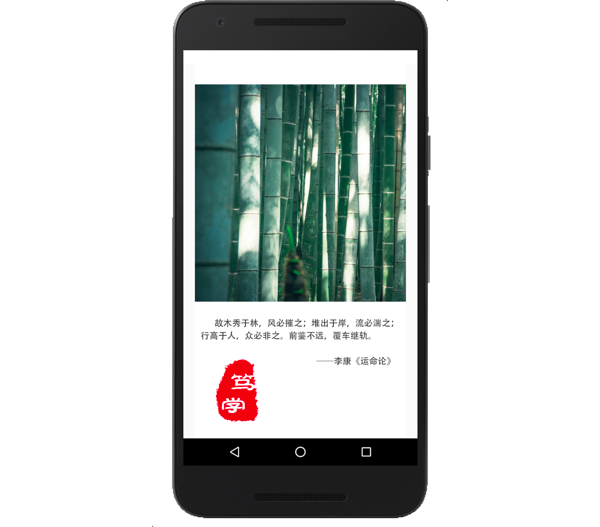 故木秀于林，风必摧之；堆出于岸，流必湍之；
行高于人，众必非之。前鉴不远，覆车继轨。
——李康《运命论》
笃
学